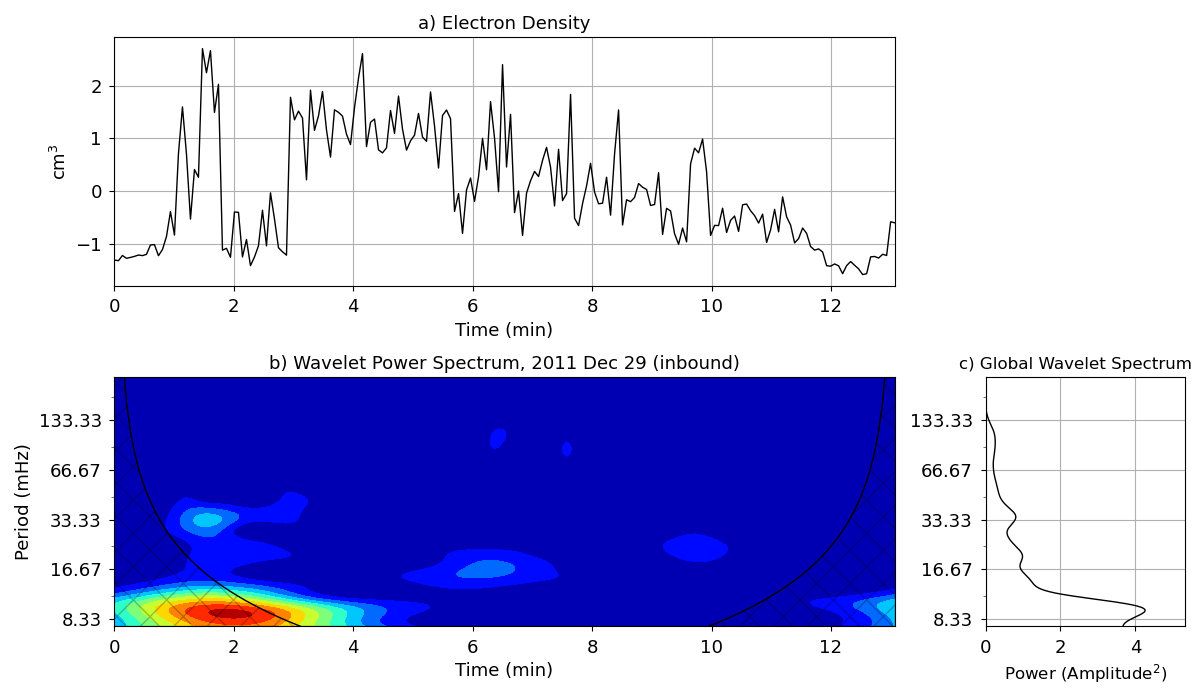 a) Electron Density
cm³
2
1
0
−1
0 2 4 6 8 10 12
Time (min)
b) Wavelet Power Spectrum, 2011 Dec 29 (inbound)
Period (mHz)
133.33
66.67
33.33
16.67
8.33
0 2 4 6 8 10 12
Time (min)
c) Global Wavelet Spectrum
133.33
66.67
33.33
16.67
8.33
0 2 4
Power (Amplitude²)